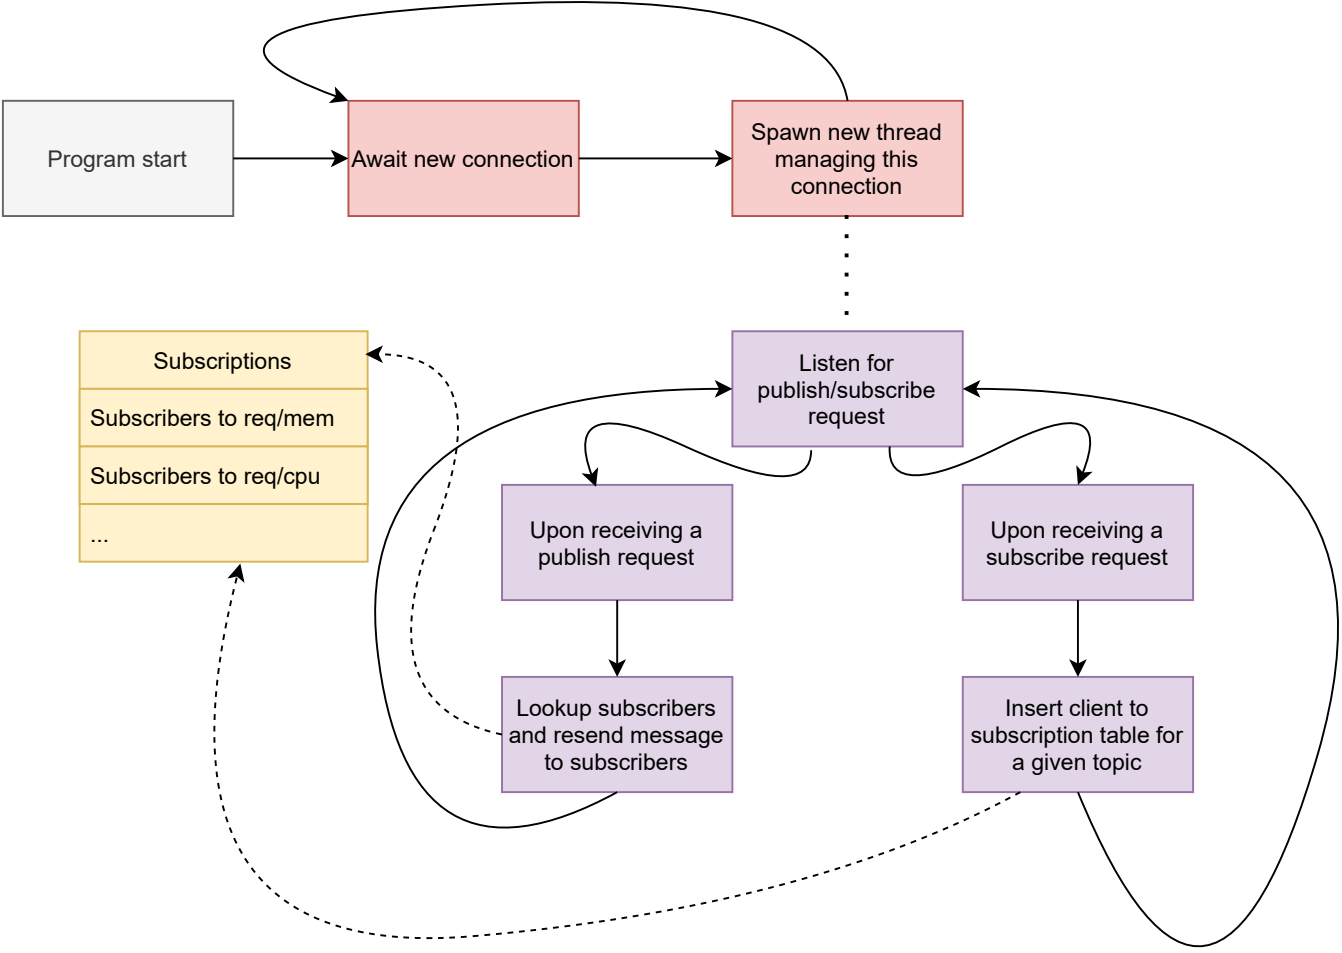 Program start
Await new connection
Spawn new thread
managing this
connection
Subscriptions
Subscribers to req/mem
Subscribers to req/cpu
...
Listen for
publish/subscribe
request
Upon receiving a
publish request
Upon receiving a
subscribe request
Lookup subscribers
and resend message
to subscribers
Insert client to
subscription table for
a given topic